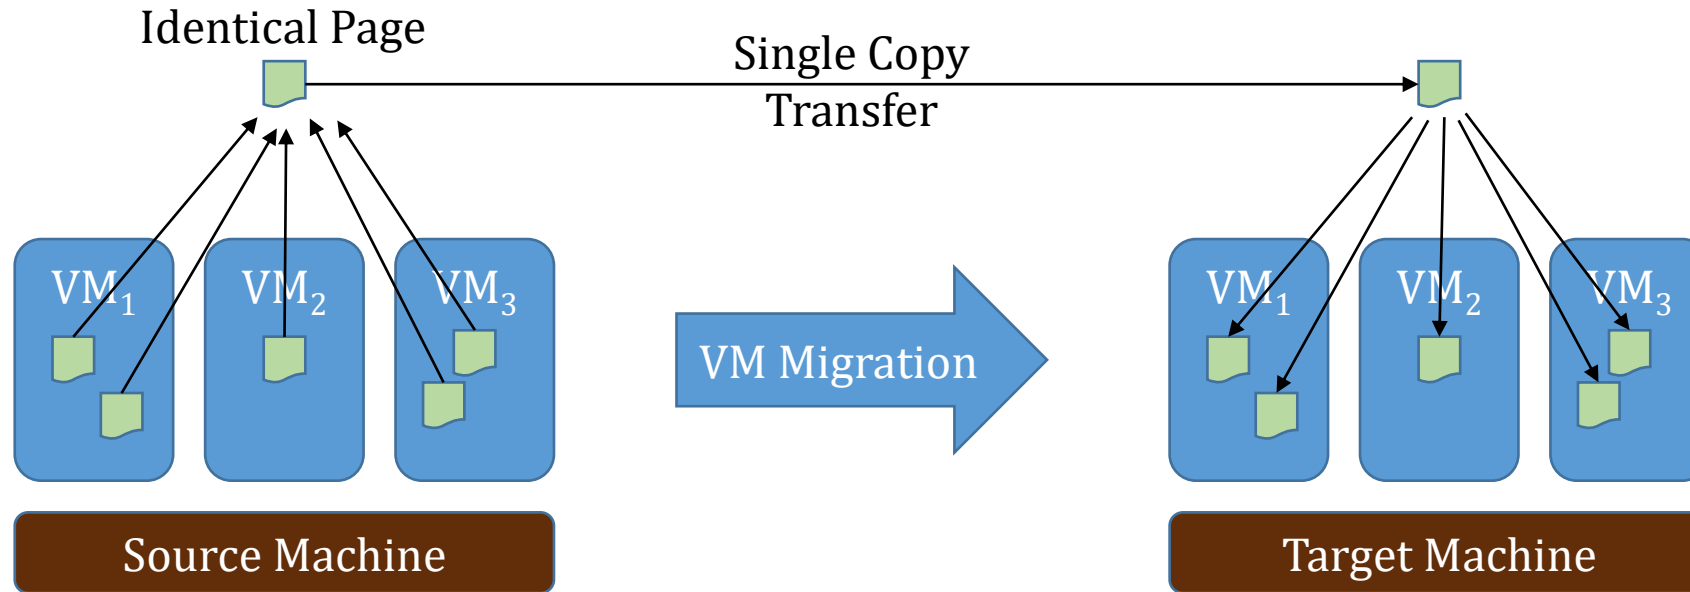 Identical Page
Single Copy
Transfer
VM₁
VM₂
VM₃
VM Migration
VM₁
VM₂
VM₃
Source Machine
Target Machine